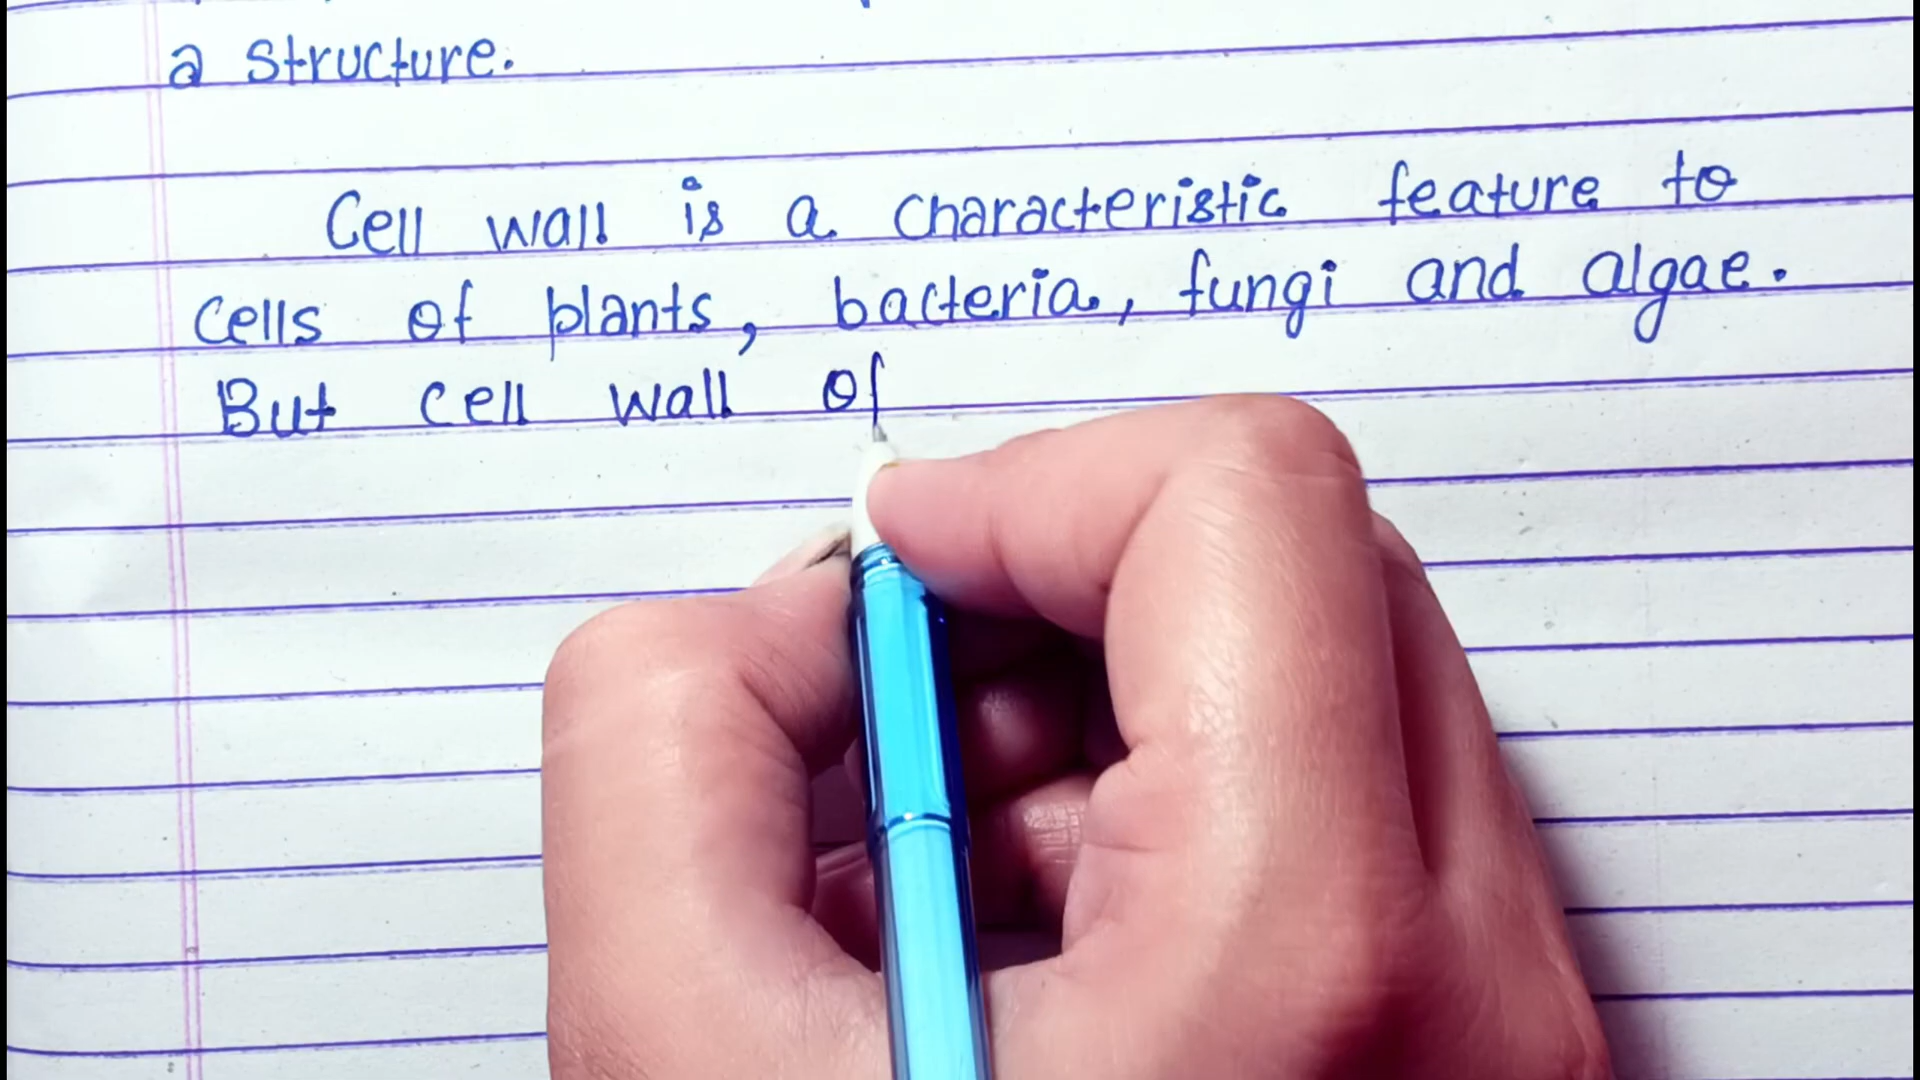 a structure.
Cell wall is a characteristic feature to
cells of plants, bacteria, fungi and algae.
But cell wall of